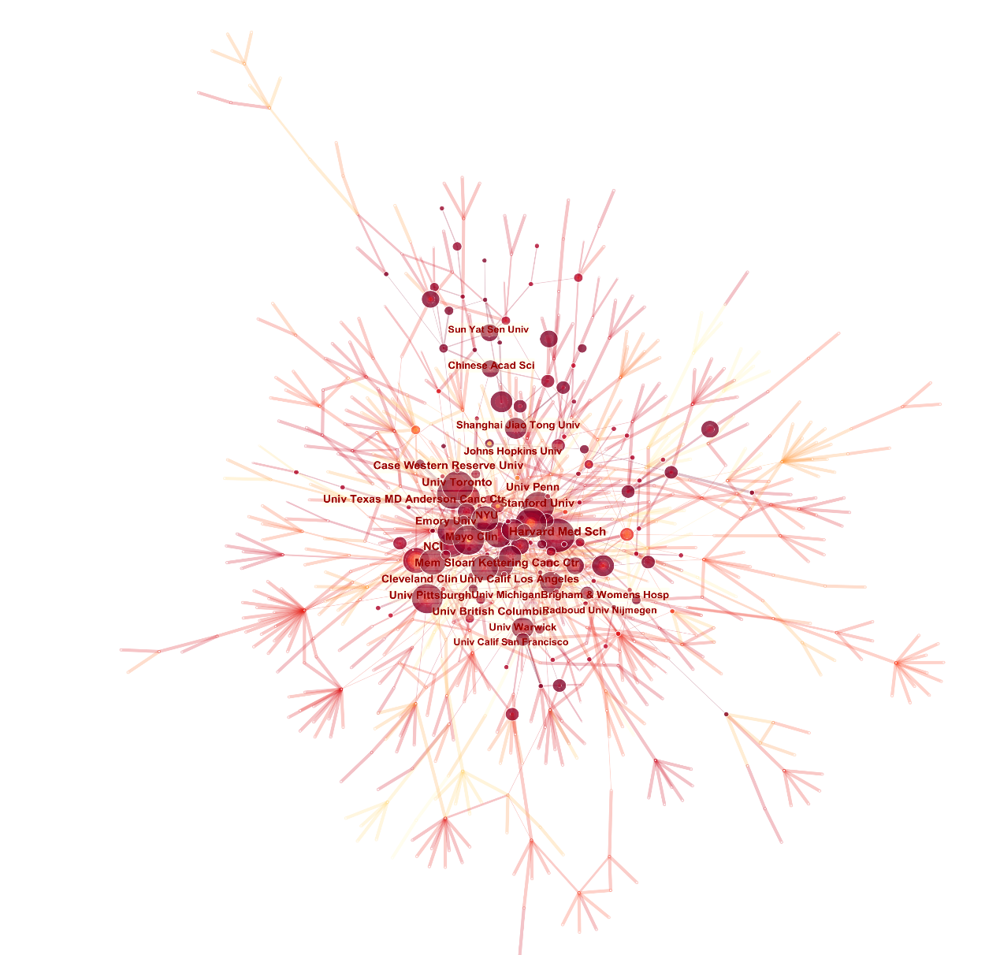 Sun Yat Sen Univ
Chinese Acad Sci
Shanghai Jiao Tong Univ
Johns Hopkins Univ
Case Western Reserve Univ
Univ Toronto
Univ Penn
Univ Texas MD Anderson Canc Ctr
Stanford Univ
NYU
Emory Univ
Harvard Med Sch
Mayo Clin
NCI
Mem Sloan Kettering Canc Ctr
Cleveland Clin
Univ Calif Los Angeles
Univ Pittsburgh
Univ Michigan
Brigham & Womens Hosp
Univ British Columbia
Radboud Univ Nijmegen
Univ Warwick
Univ Calif San Francisco